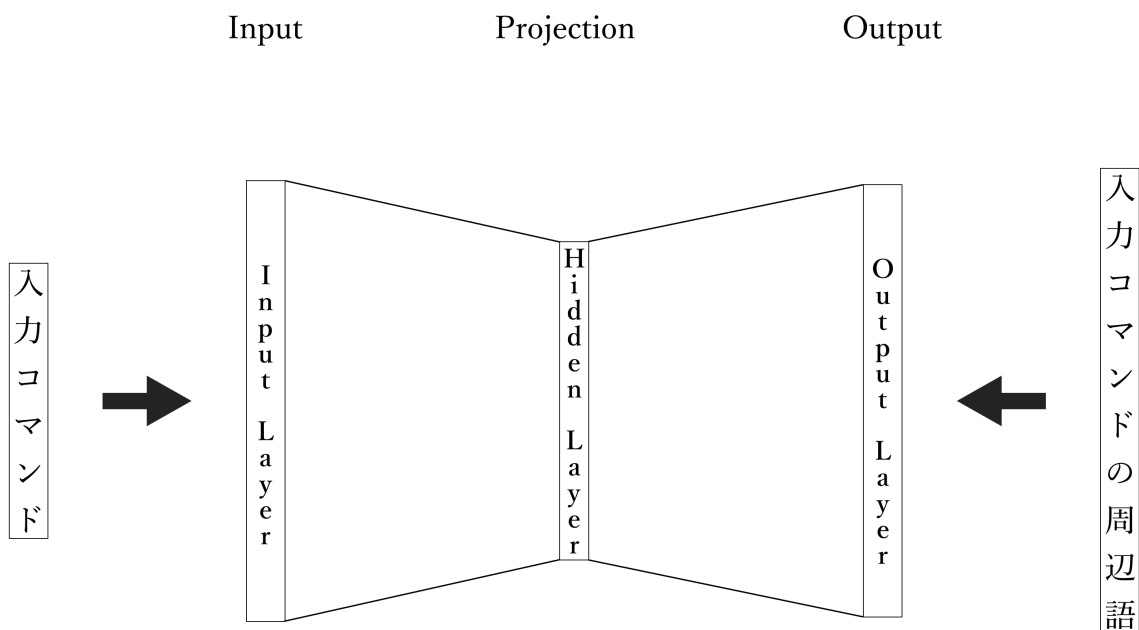 Input
Projection
Output
入力コマンド
Input Layer
Hidden Layer
Output Layer
入力コマンドの周辺語